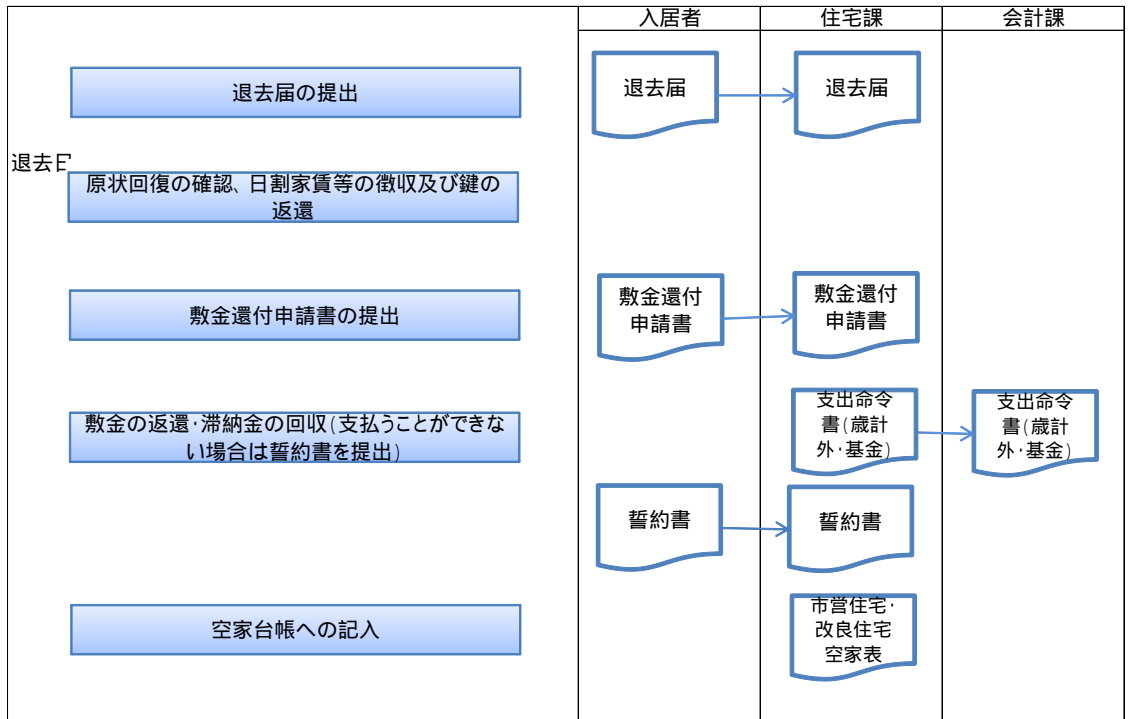 入居者
住宅課
会計課
退去届の提出
退去届
退去届
退去日
原状回復の確認、日割家賃等の徴収及び鍵の
返還
敷金還付申請書の提出
敷金還付
申請書
敷金還付
申請書
敷金の返還・滞納金の回収(支払うことができな
い場合は誓約書を提出)
支出命令
書(歳計
外・基金)
支出命令
書(歳計
外・基金)
誓約書
誓約書
空家台帳への記入
市営住宅・
改良住宅
空家表